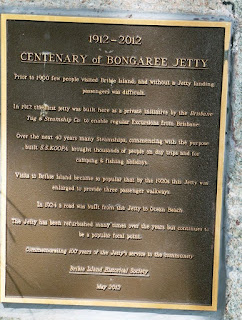 1912-2012
CENTENARY of BONGAREE JETTY
Prior to 1900 few people visited Bribie Island, and without a Jetty landing
passengers was difficult.
In 1912 the first jetty was built here as a private initiative by the Brisbane
Tug & Steamship Co to enable regular Excursions from Brisbane
Over the next 40 years many Steamships, commencing with the purpose
built S.S.KOOPA brought thousands of people on day trips and for
camping & fishing holidays.
Visits to Bribie Island became so popular that by the 1920s this Jetty was
enlarged to provide three passenger walkways.
In 1924 a road was built from the Jetty to Ocean Beach.
The Jetty has been refurbished many times over the years but continues to
be a popular focal point.
Commemorating 100 years of the Jetty's service to the community
Bribie Island Historical Society
May 2012